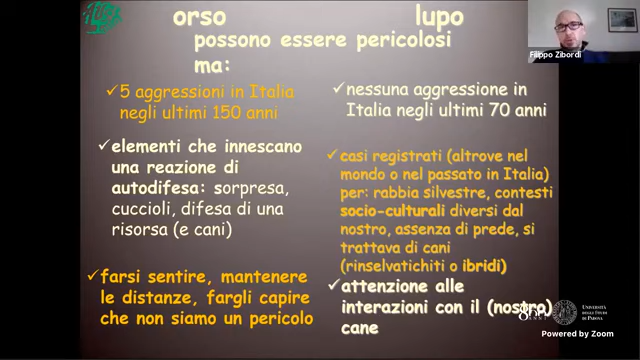 orso
lupo
possono essere pericolosi
ma:
✓5 aggressioni in Italia
negli ultimi 150 anni
✓elementi che innescano
una reazione di
autodifesa: sorpresa,
cuccioli, difesa di una
risorsa (e cani)
✓farsi sentire, mantenere
le distanze, fargli capire
che non siamo un pericolo
✓nessuna aggressione in
Italia negli ultimi 70 anni
✓casi registrati (altrove nel
mondo o nel passato in Italia)
per: rabbia silvestre, contesti
socio-culturali diversi dal
nostro, assenza di prede, si
trattava di cani
(rinselvatichiti o ibridi)
✓attenzione alle
interazioni con il (nostro)
cane
Filippo Zibordi
Università
degli Studi
di Padova
Powered by Zoom